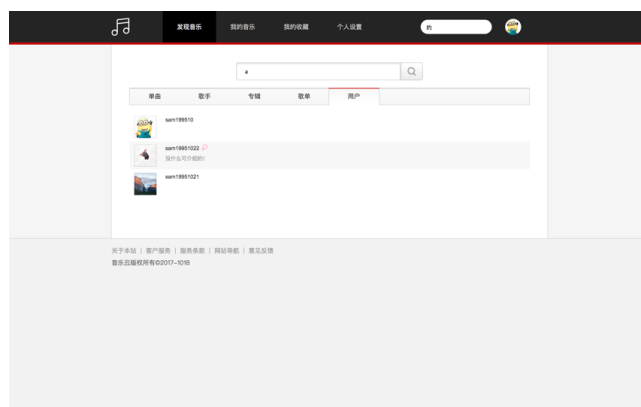 发现音乐 我的音乐 我的收藏 个人设置 的
a
单曲 歌手 专辑 歌单 用户
sam199510
sam19951022
没什么可介绍的!
sam19951021
关于本站 | 客户服务 | 服务条款 | 网站导航 | 意见反馈
音乐云版权所有©2017-1018